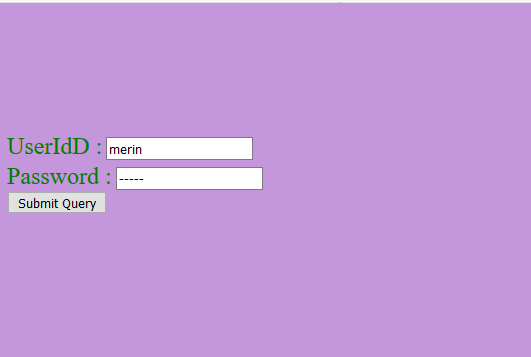 UserIdD : merin
Password : -----
Submit Query